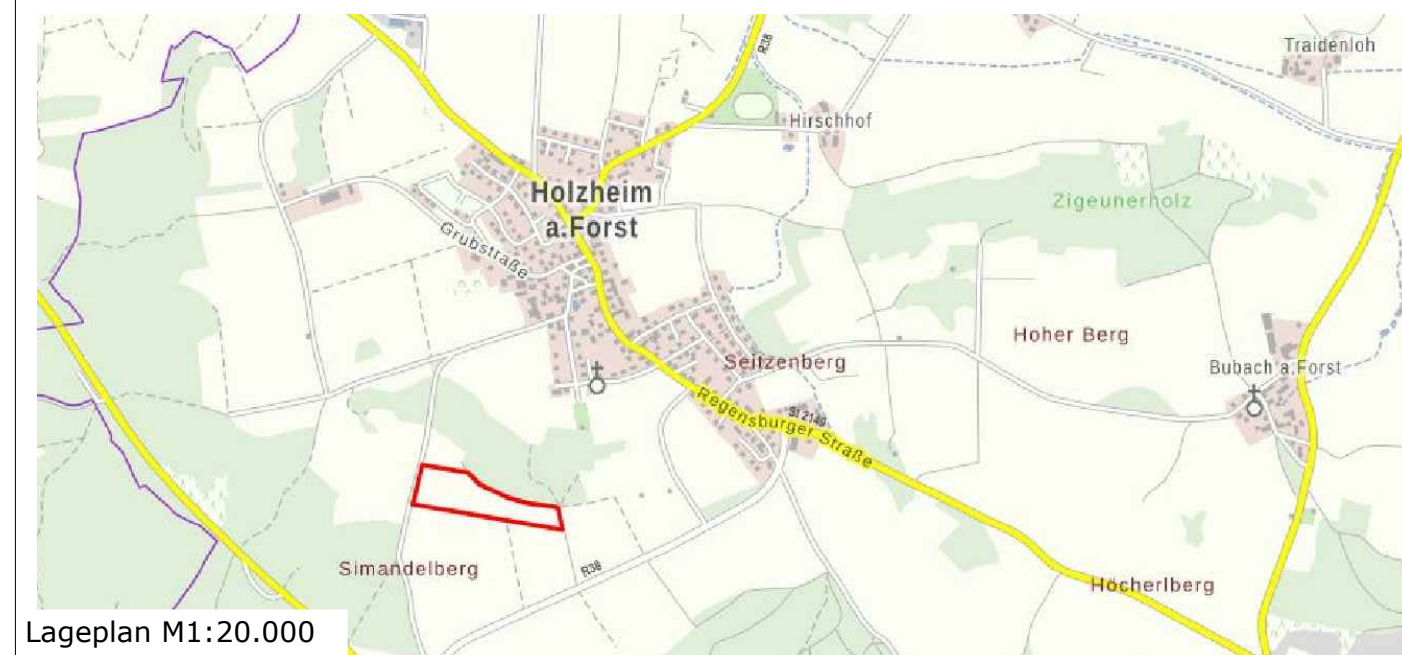 Traidenloh
R38
Hirschhof
Holzheim
a.Forst
Zigeunerholz
Grubstraße
Hoher Berg
Seitzenberg
Bubach a.Forst
Regensburger Straße
St 2149
Simandelberg
R38
Höcherlberg
Lageplan M1:20.000